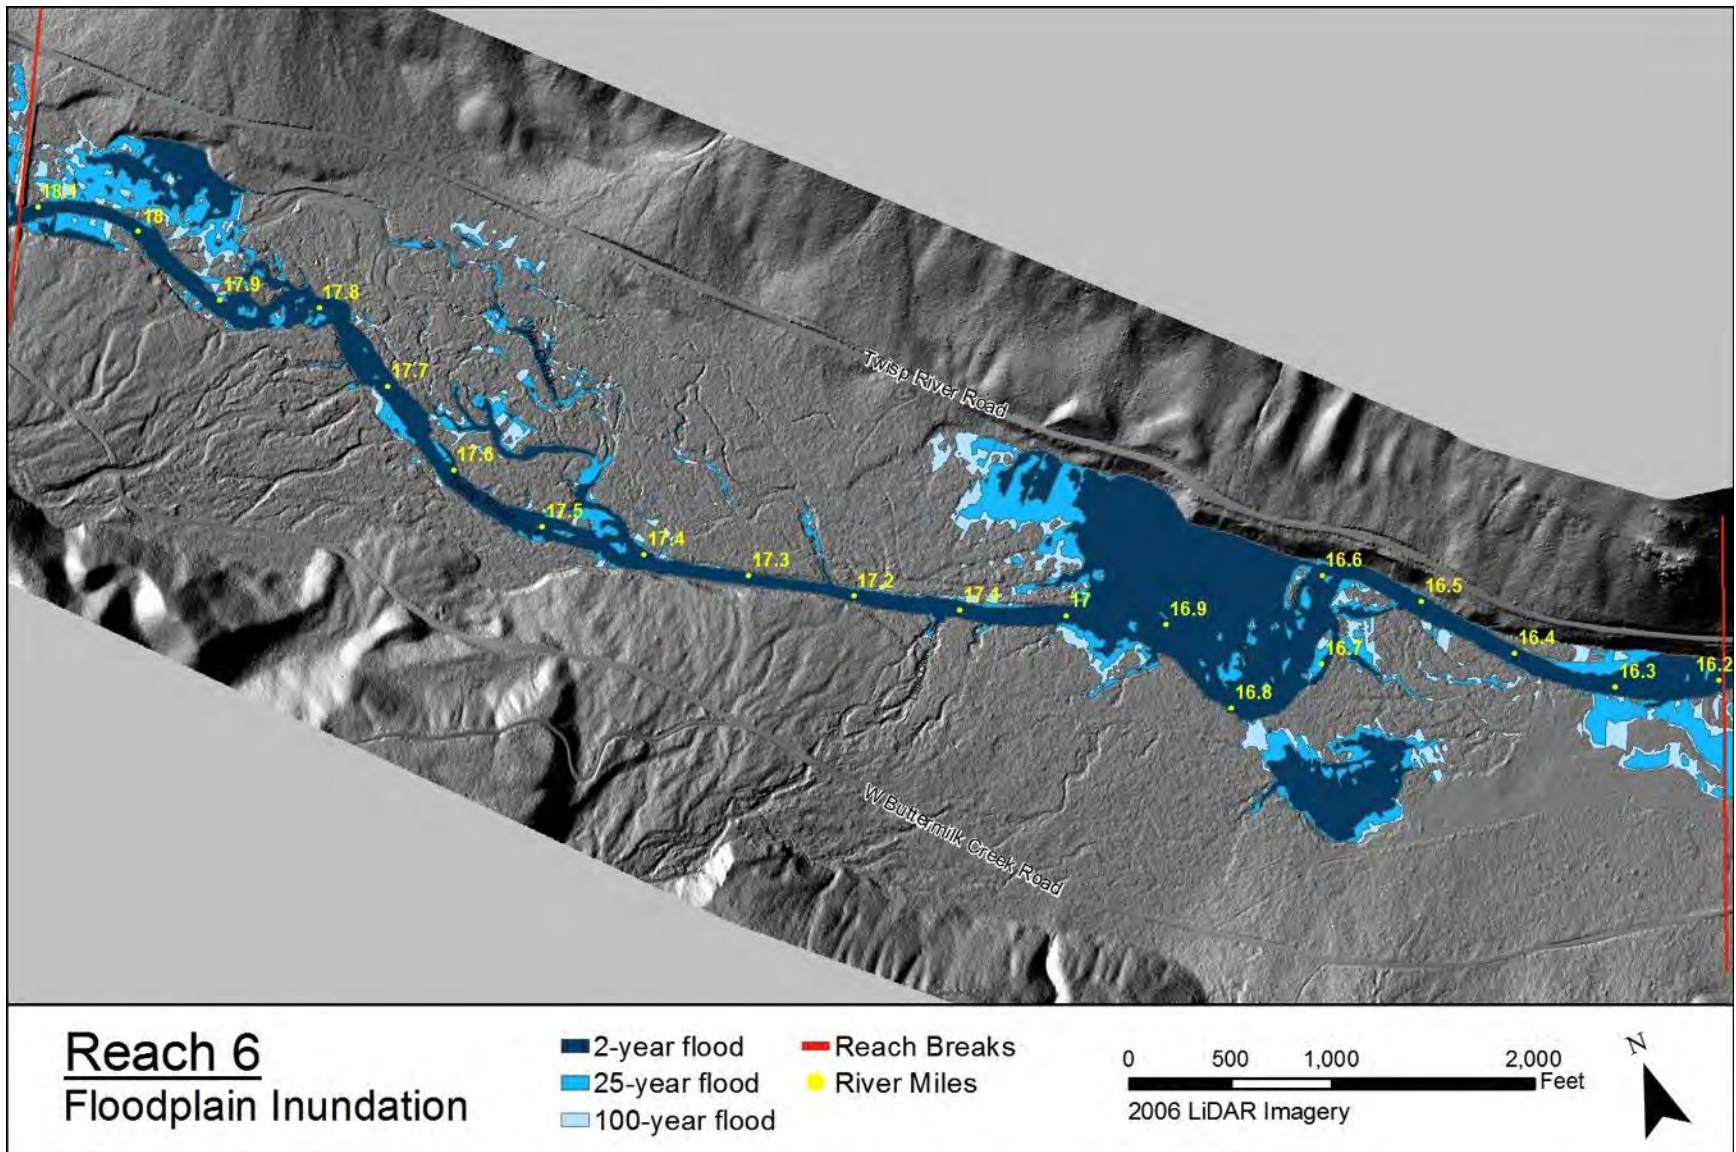 18.1
18
17.9
17.8
17.7
17.6
17.5
17.4
17.3
17.2
17.1
17
16.9
16.8
16.7
16.6
16.5
16.4
16.3
16.2
Twisp River Road
W Buttermilk Creek Road
Reach 6
Floodplain Inundation
2-year flood
25-year flood
100-year flood
Reach Breaks
River Miles
0 500 1,000 2,000
Feet
2006 LiDAR Imagery
N